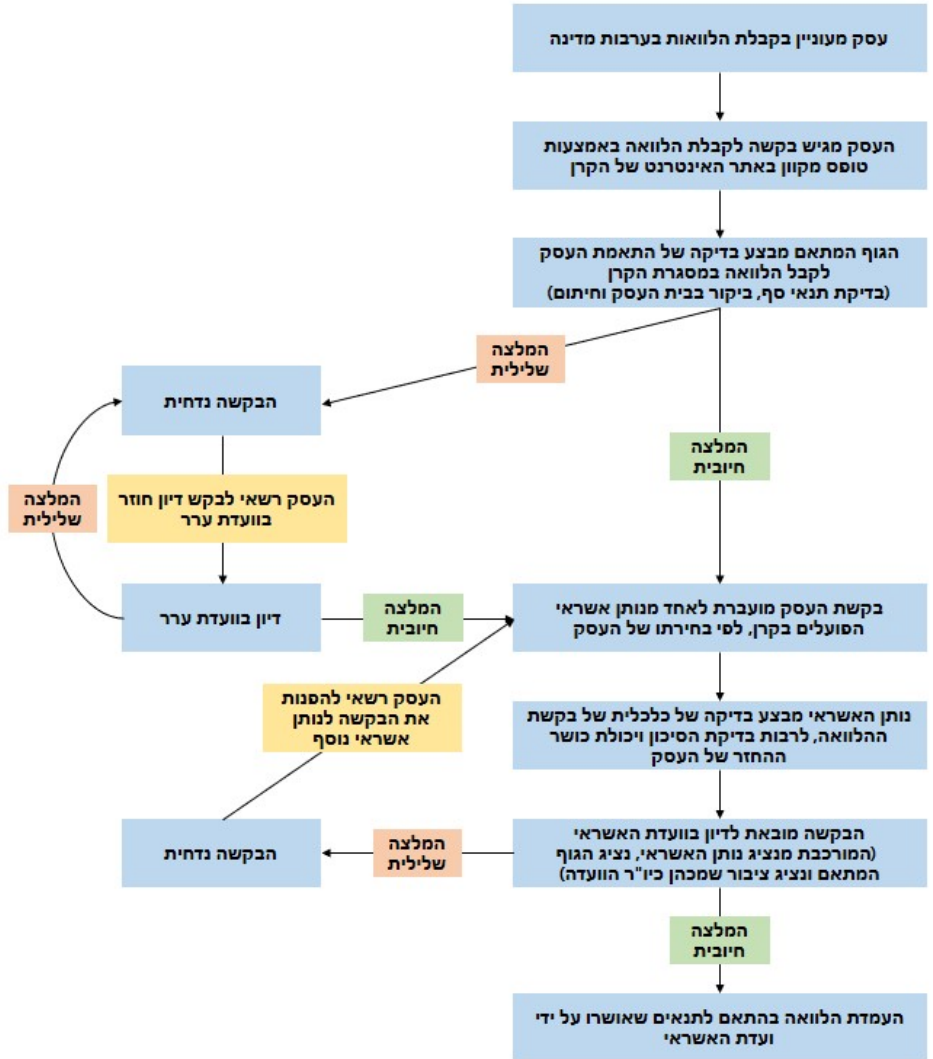 עסק מעוניין בקבלת הלוואות בערבות מדינה
העסק מגיש בקשה לקבלת הלוואה באמצעות
טופס מקוון באתר האינטרנט של הקרן
הגוף המתאם מבצע בדיקה של התאמת העסק
לקבל הלוואה במסגרת הקרן
(בדיקת תנאי סף, ביקור בבית העסק וחיתום)
המלצה
שלילית
הבקשה נדחית
המלצה
חיובית
העסק רשאי לבקש דיון חוזר
בוועדת ערר
המלצה
שלילית
דיון בוועדת ערר
המלצה
חיובית
בקשת העסק מועברת לאחד מנותן אשראי
הפועלים בקרן, לפי בחירתו של העסק
העסק רשאי להפנות
את הבקשה לנותן
אשראי נוסף
נותן האשראי מבצע בדיקה של כלכלית של בקשת
ההלוואה, לרבות בדיקת הסיכון ויכולת כושר
ההחזר של העסק
הבקשה מובאת לדיון בוועדת האשראי
(המורכבת מנציג נותן האשראי, נציג הגוף
המתאם ונציג ציבור שמכהן כיו"ר הוועדה)
המלצה
שלילית
הבקשה נדחית
המלצה
חיובית
העמדת הלוואה בהתאם לתנאים שאושרו על ידי
ועדת האשראי